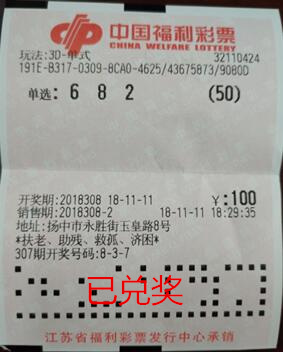 中国福利彩票
CHINA WELFARE LOTTERY
玩法:3D-单式 32110424
191E-B317-0309-8CA0-4625/43675873/9080D
单选: 6 8 2 (50)
开奖期:2018308 18-11-11 ¥:100
销售期:2018308-2 18-11-11 18:29:35
地址:扬中市永胜街玉皇路8号
*扶老、助残、救孤、济困*
307期开奖号码:8-3-7
已兑奖
江苏省福利彩票发行中心承销